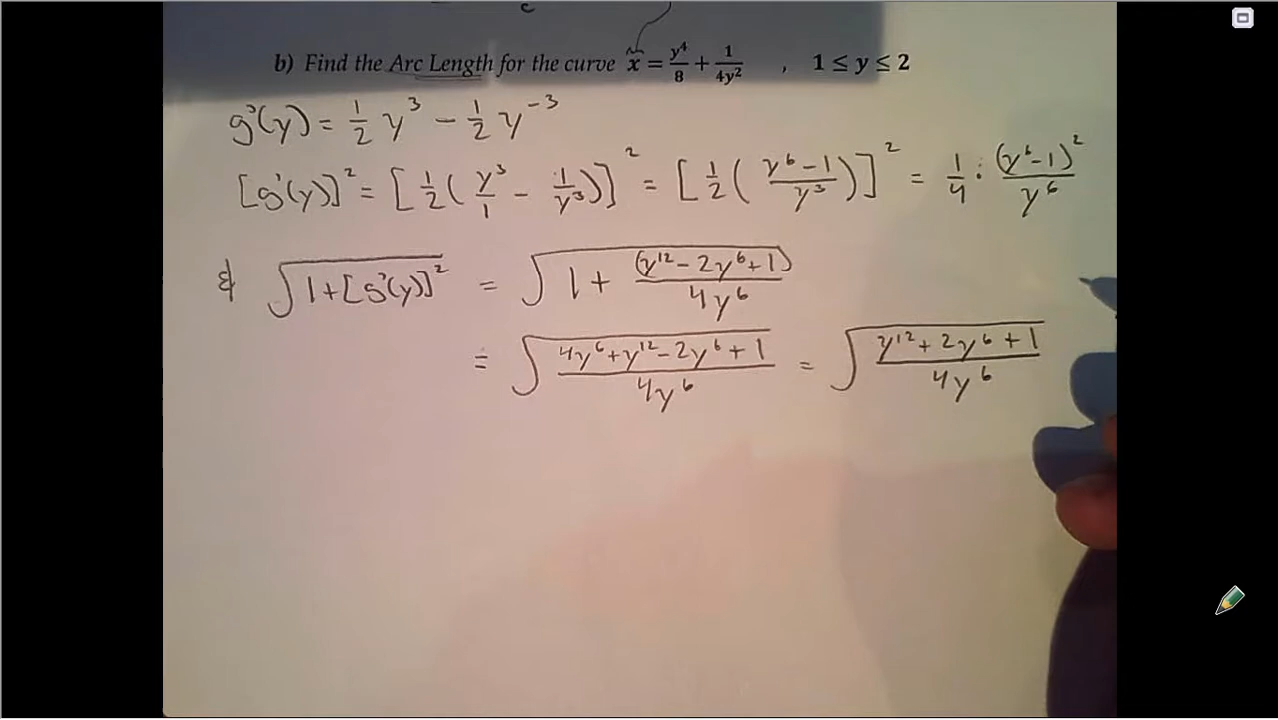 c
b) Find the Arc Length for the curve x = y⁴/8 + 1/4y² , 1 ≤ y ≤ 2
g'(y) = 1/2 y³ − 1/2 y⁻³
[g'(y)]² = [1/2(y³/1 − 1/y³)]² = [1/2(y⁶ − 1/y³)]² = 1/4 · (y⁶−1)²/y⁶
& √1+[g'(y)]² = √1 + (y¹² − 2y⁶ + 1)/4y⁶
= √4y⁶ + y¹² − 2y⁶ + 1/4y⁶ = √y¹² + 2y⁶ + 1/4y⁶